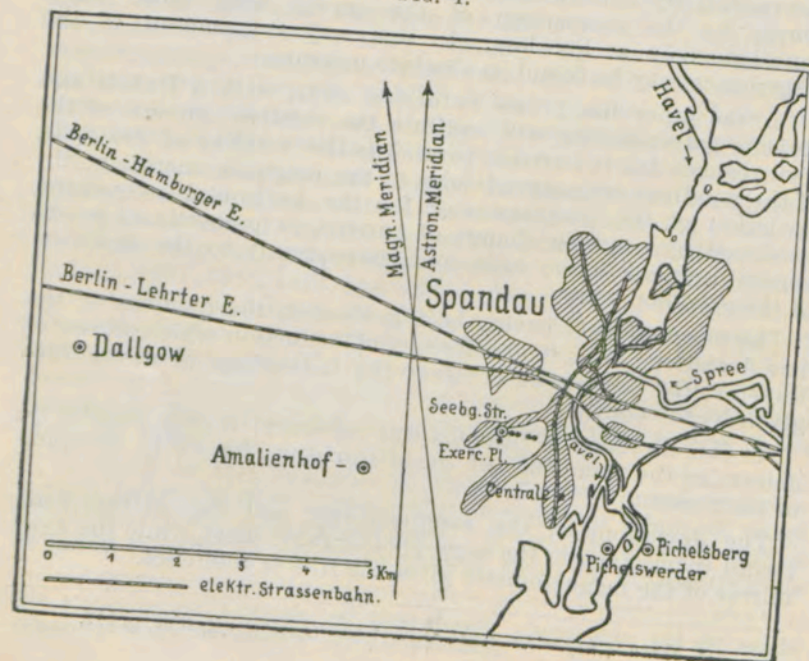 Havel
Berlin-Hamburger E.
Magn. Meridian
Astron. Meridian
Berlin-Lehrter E.
Spandau
Dallgow
Spree
Seebg. Str.
Exerc. Pl.
Havel
Amalienhof
Centrale
Pichelsberg
Pichelswerder
0 1 2 3 4 5 Km
elektr. Strassenbahn.